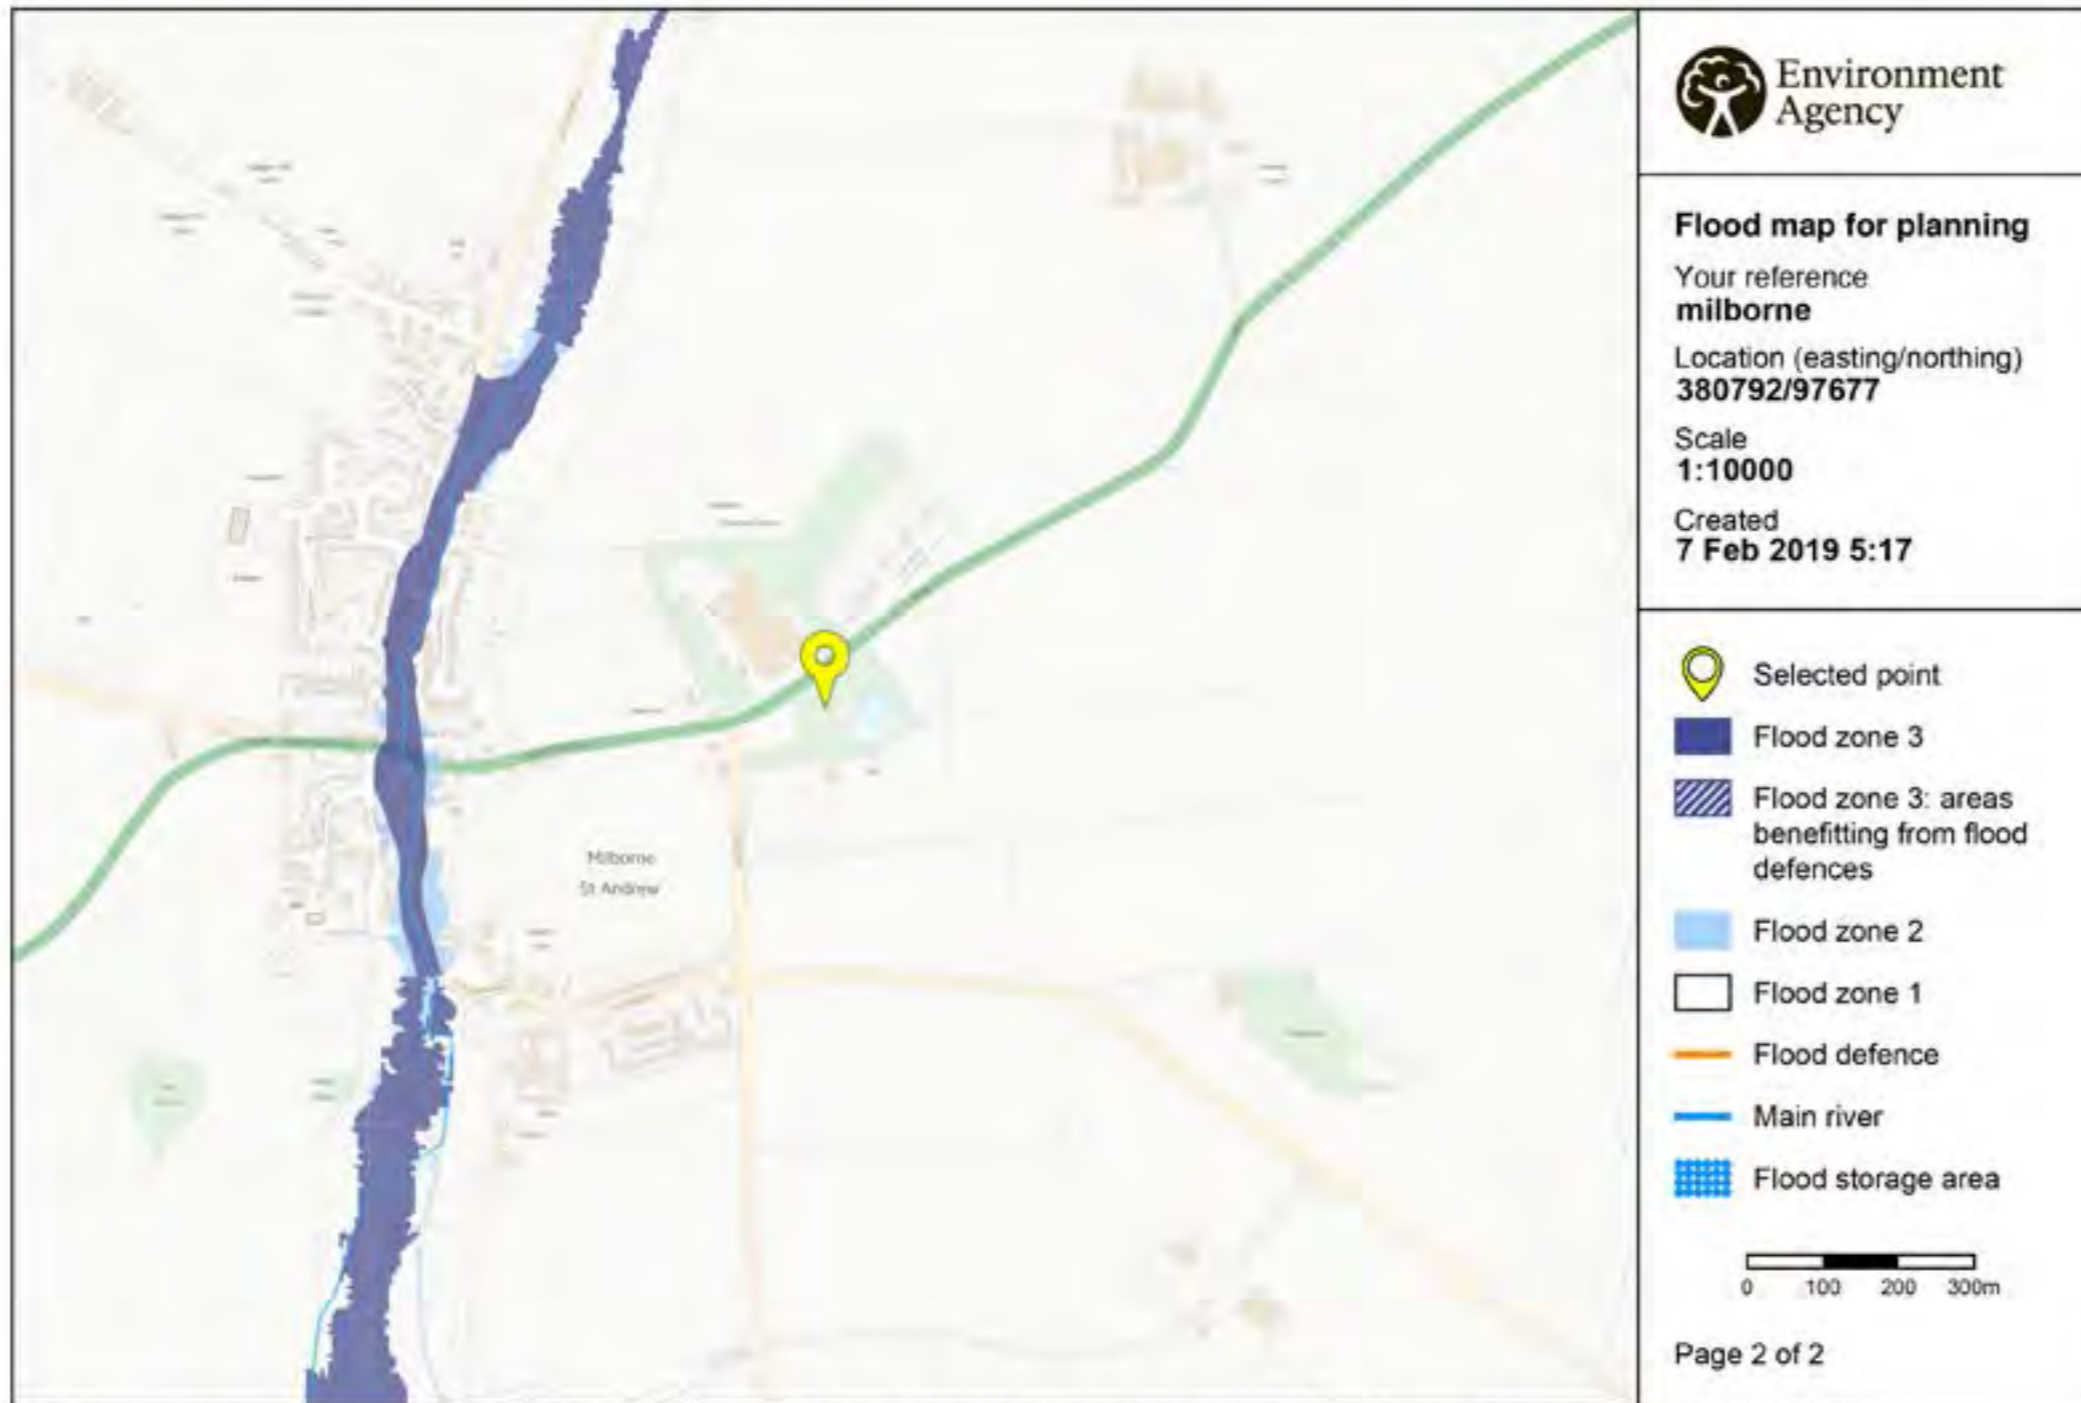 Environment
Agency
Flood map for planning
Your reference
milborne
Location (easting/northing)
380792/97677
Scale
1:10000
Created
7 Feb 2019 5:17
Selected point
Flood zone 3
Flood zone 3: areas
benefitting from flood
defences
Flood zone 2
Flood zone 1
Flood defence
Main river
Flood storage area
0 100 200 300m
Page 2 of 2
Milborne
St Andrew